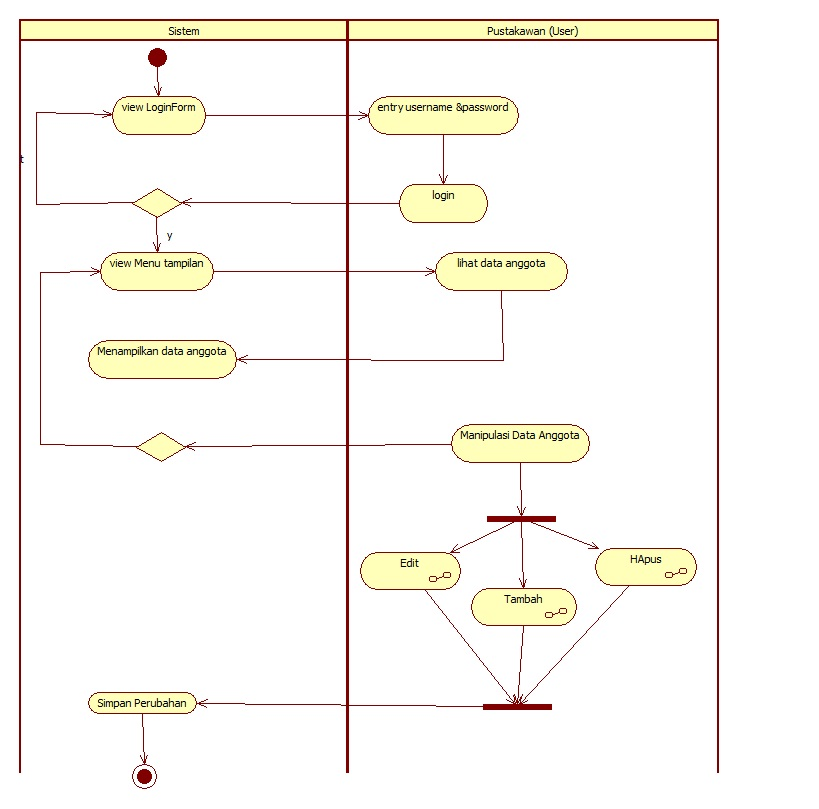 Sistem
Pustakawan (User)
view LoginForm
entry username &password
t
login
y
view Menu tampilan
lihat data anggota
Menampilkan data anggota
Manipulasi Data Anggota
Edit
HApus
Tambah
Simpan Perubahan